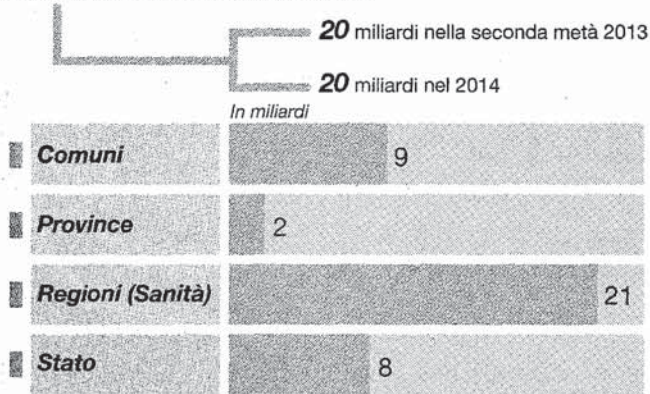 20 miliardi nella seconda metà 2013
20 miliardi nel 2014
In miliardi
Comuni 9
Province 2
Regioni (Sanità) 21
Stato 8